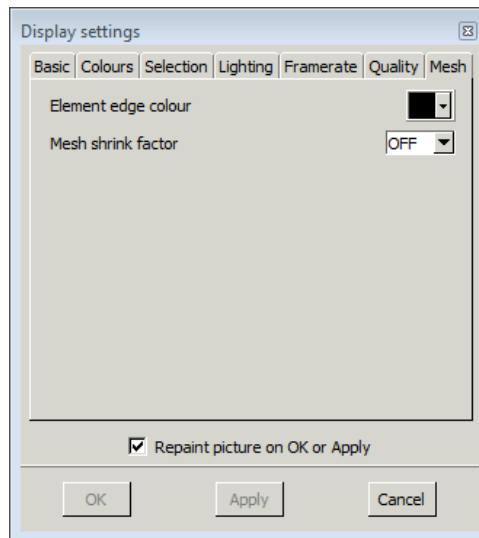 Display settings
Basic Colours Selection Lighting Framerate Quality Mesh
Element edge colour
Mesh shrink factor OFF
Repaint picture on OK or Apply
OK Apply Cancel